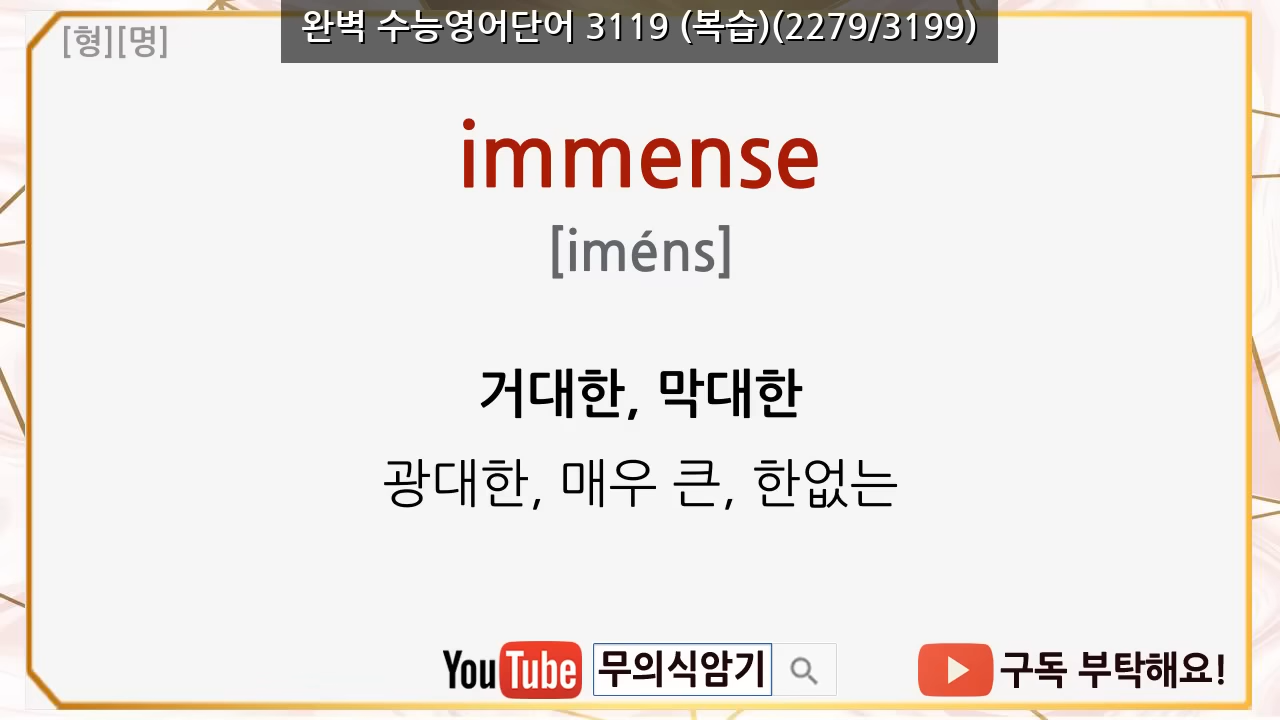 완벽 수능영어단어 3119 (복습)(2279/3199)
[형][명]
immense
[iméns]
거대한, 막대한
광대한, 매우 큰, 한없는
YouTube 무의식암기 구독 부탁해요!